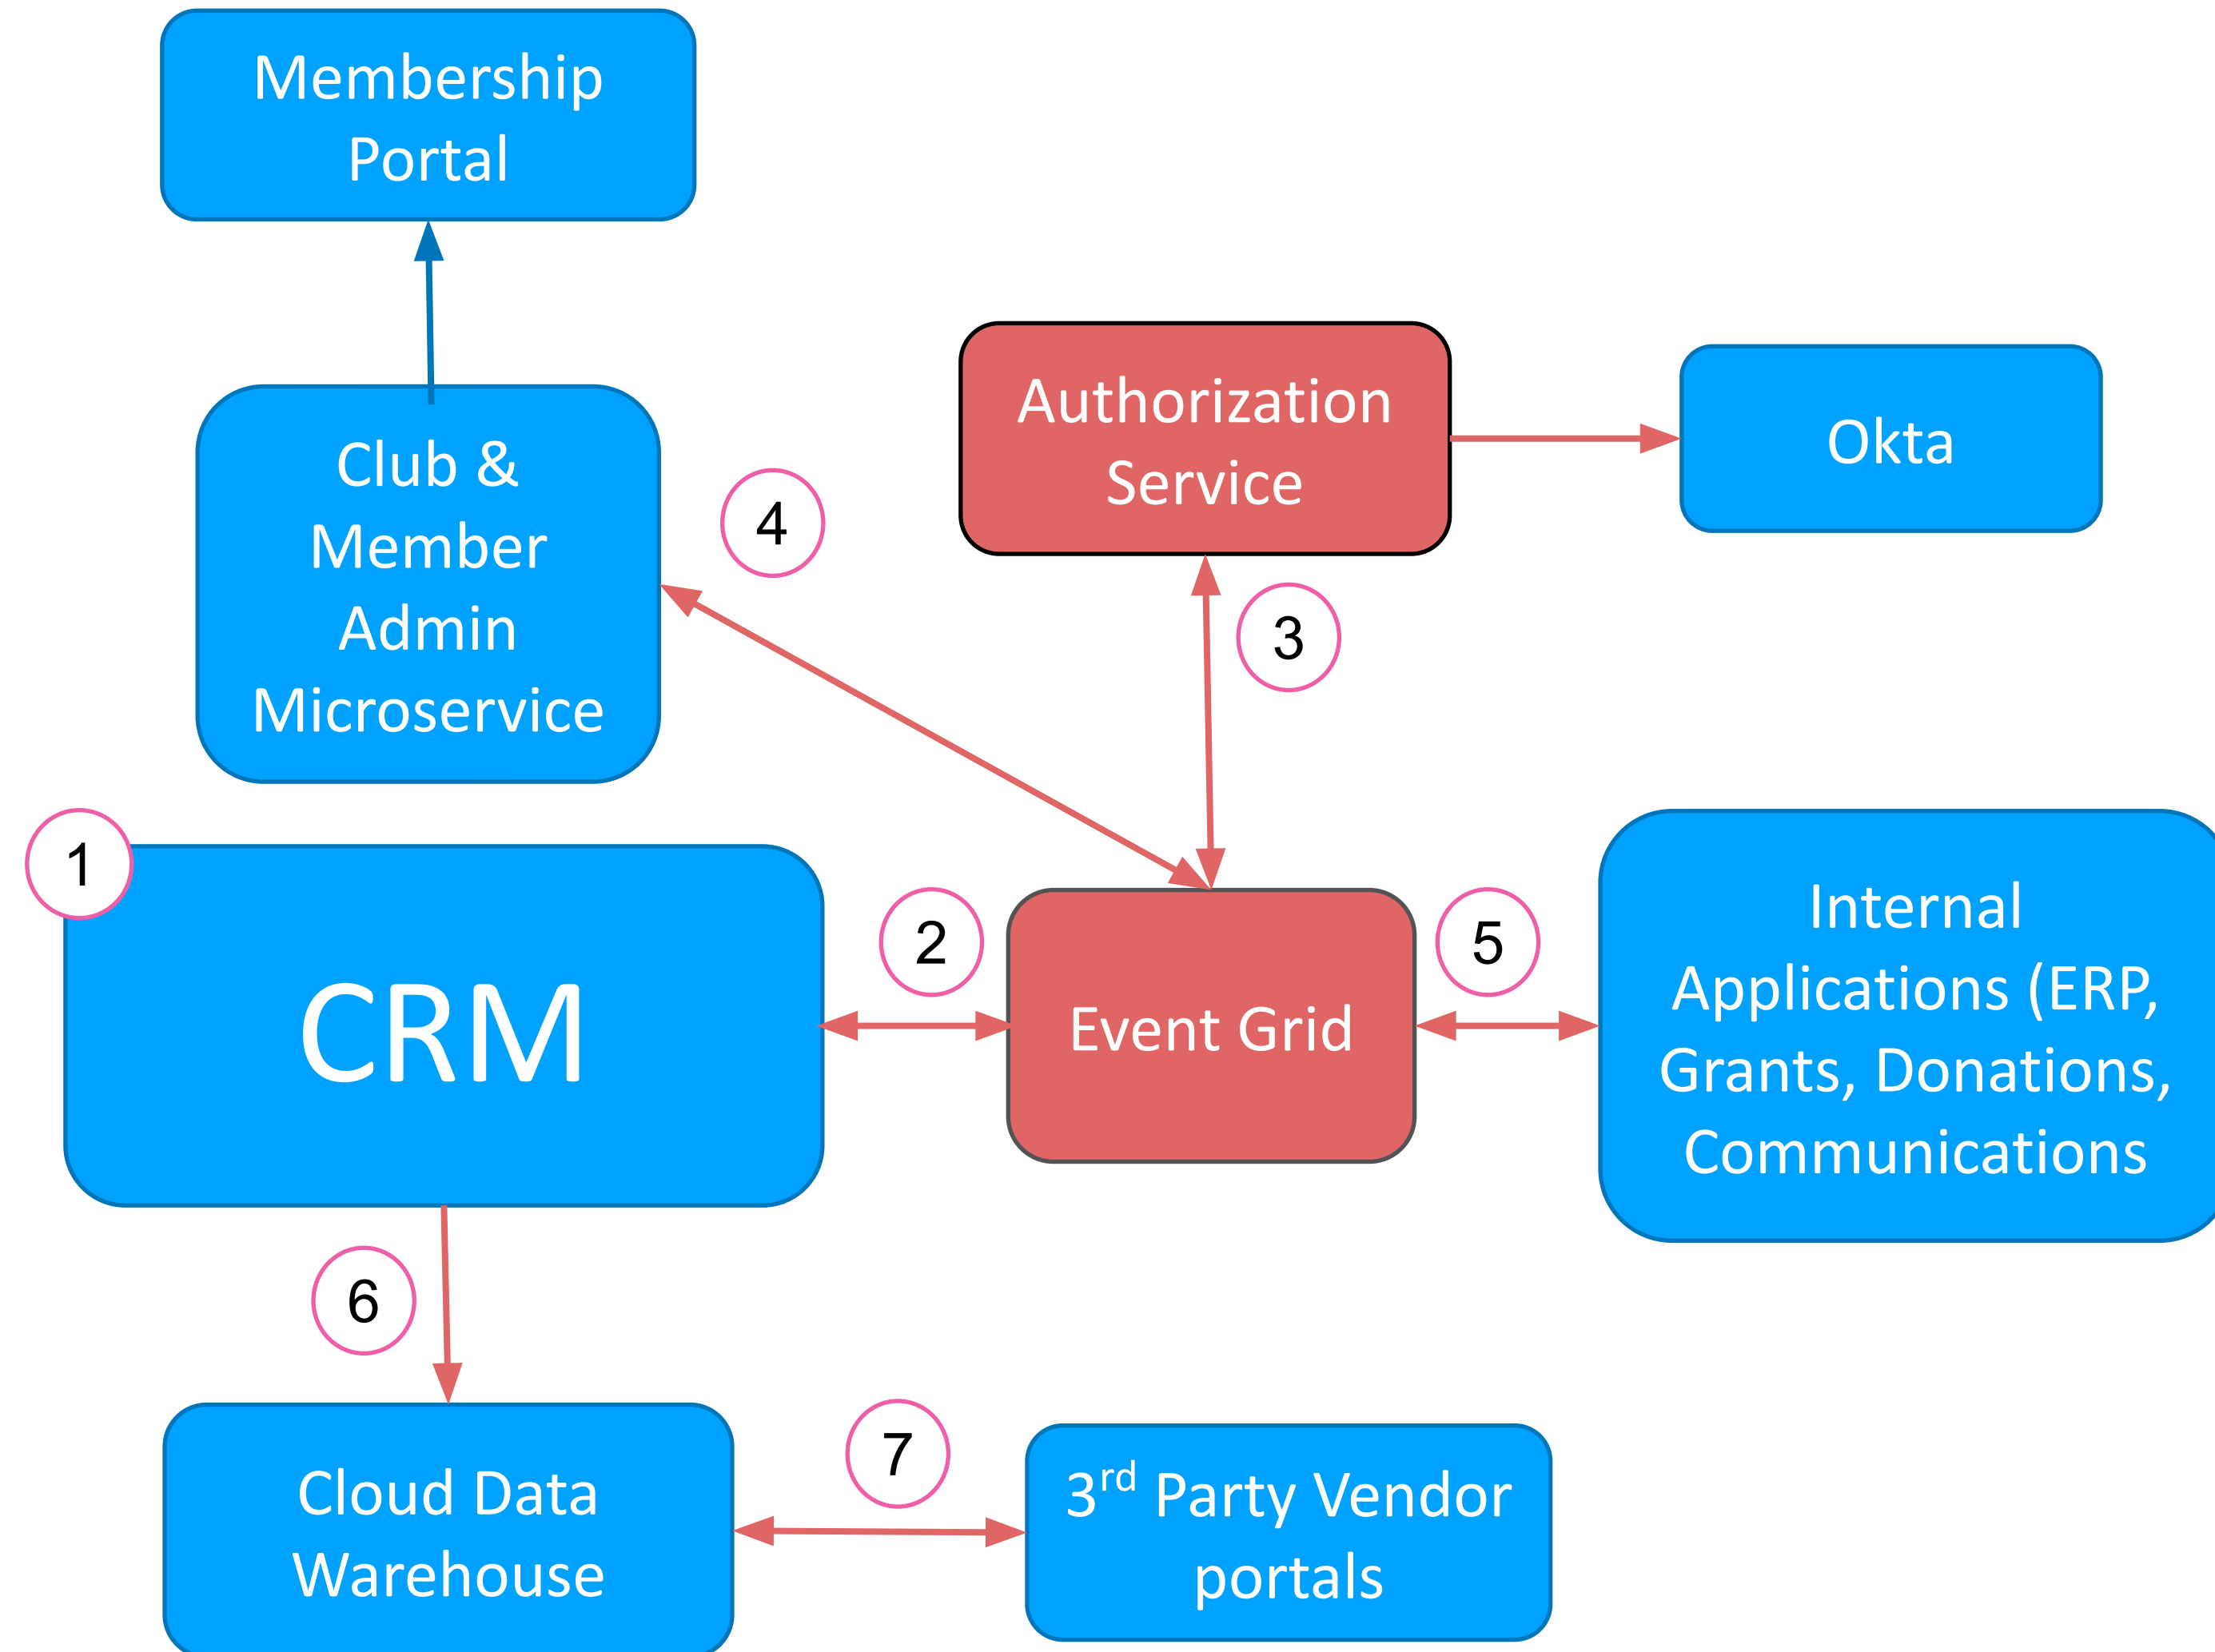 Membership
Portal
Authorization
Service
Okta
Club &
Member
Admin
Microservice
4
3
1
CRM
2
Event Grid
5
Internal
Applications (ERP,
Grants, Donations,
Communications
6
Cloud Data
Warehouse
7
3rd Party Vendor
portals